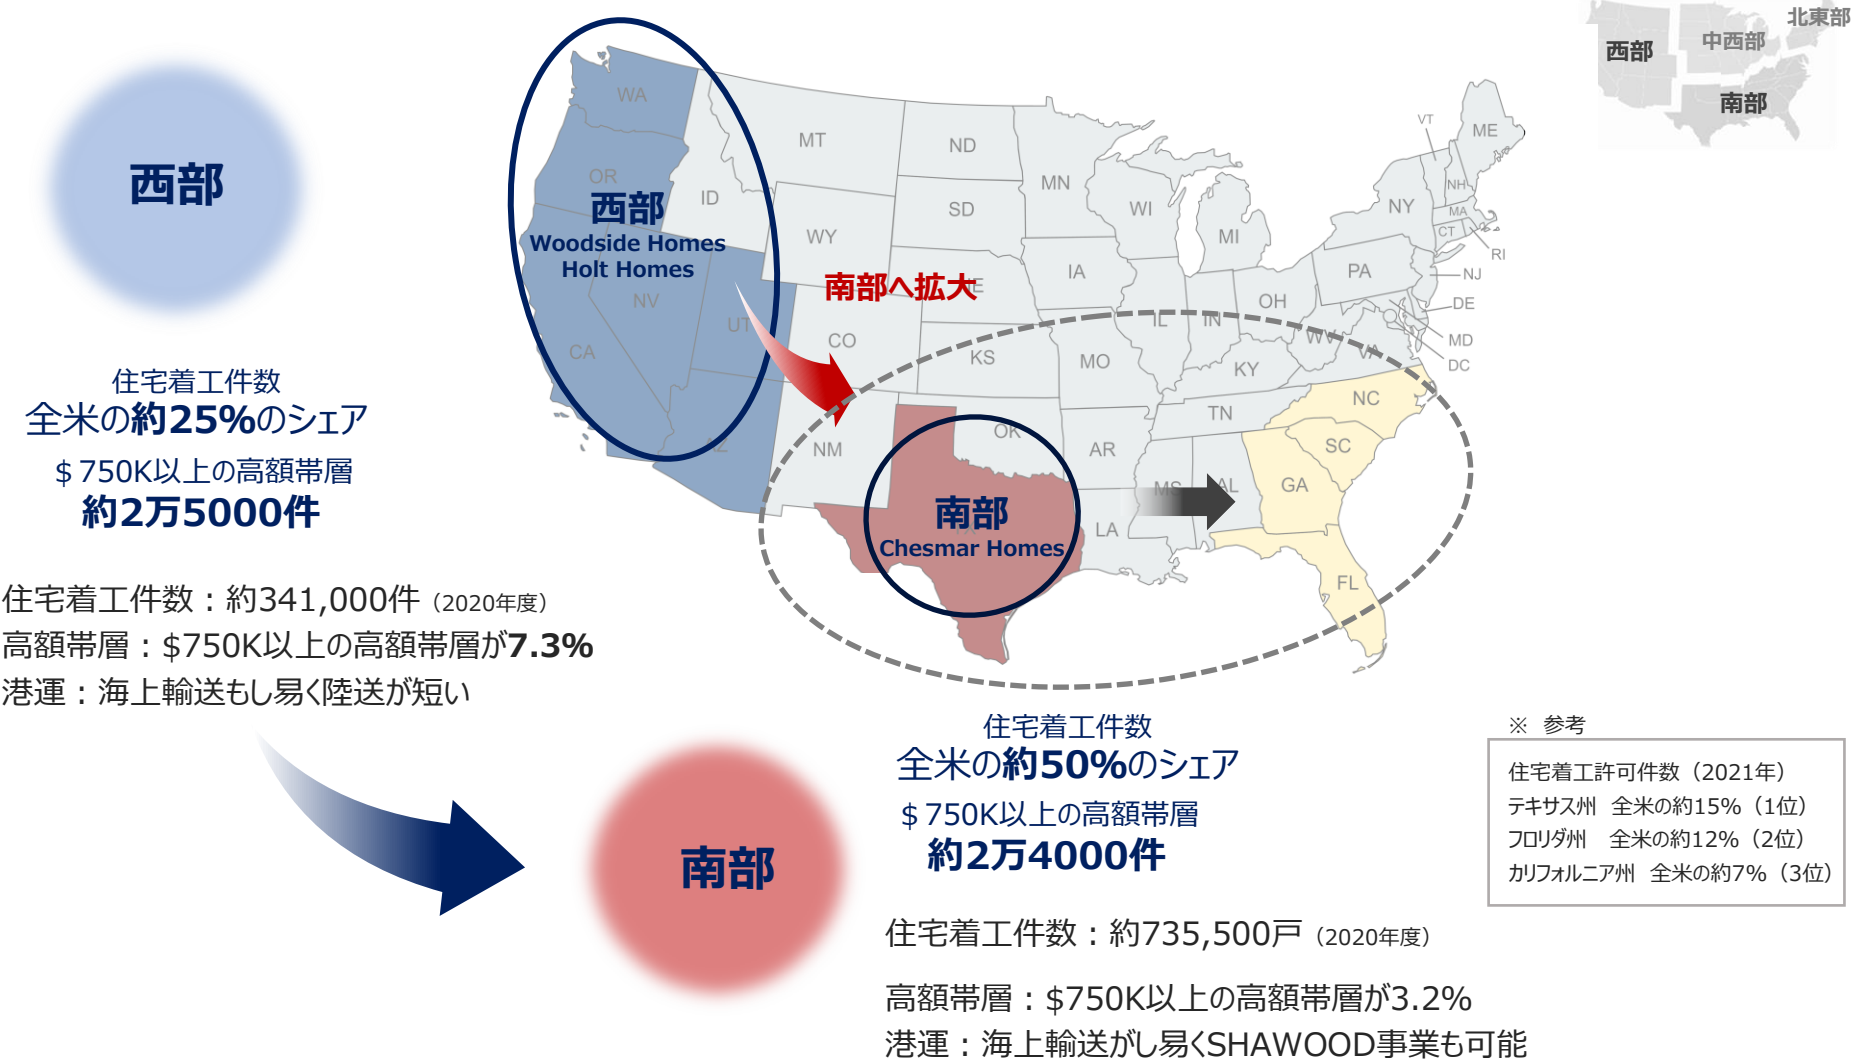 北東部
中西部
西部
南部
西部
WA
OR
ID
MT
ND
MN
SD
WY
WI
MI
NY
VT
ME
NH
MA
CT
RI
NJ
PA
DE
MD
DC
西部
Woodside Homes
Holt Homes
NV
UT
CA
AZ
南部へ拡大
NE
IA
IL
IN
OH
WV
VA
CO
KS
MO
KY
NC
TN
SC
NM
OK
AR
MS
AL
GA
LA
FL
南部
Chesmar Homes
住宅着工件数
全米の約25%のシェア
$ 750K以上の高額帯層
約2万5000件
住宅着工件数：約341,000件（2020年度）
高額帯層：$750K以上の高額帯層が7.3%
港運：海上輸送もし易く陸送が短い
南部
住宅着工件数
全米の約50%のシェア
$ 750K以上の高額帯層
約2万4000件
住宅着工件数：約735,500戸（2020年度）
高額帯層：$750K以上の高額帯層が3.2%
港運：海上輸送がし易くSHAWOOD事業も可能
※ 参考
住宅着工許可件数（2021年）
テキサス州 全米の約15%（1位）
フロリダ州 全米の約12%（2位）
カリフォルニア州 全米の約7%（3位）